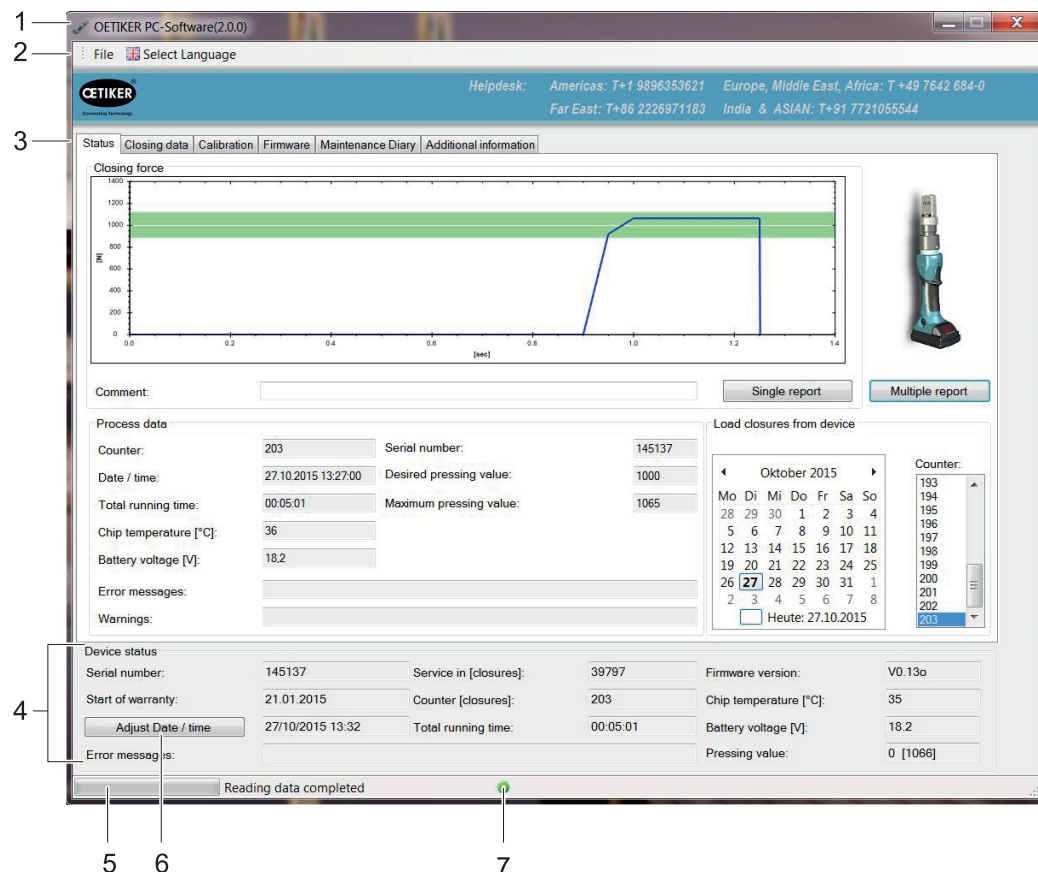 1
OETIKER PC-Software(2.0.0)
2
File Select Language
ŒTIKER®
Connecting Technology
Helpdesk: Americas: T+1 9896353621 Europe, Middle East, Africa: T +49 7642 684-0
Far East: T+86 2226971183 India & ASIAN: T+91 7721055544
3
Status Closing data Calibration Firmware Maintenance Diary Additional information
Closing force
1400
1200
1000
800
600
400
200
0
[N]
0.0 0.2 0.4 0.6 0.8 1.0 1.2 1.4
[sec]
Comment: Single report Multiple report
Process data
Counter: 203 Serial number: 145137
Date / time: 27.10.2015 13:27:00 Desired pressing value: 1000
Total running time: 00:05:01 Maximum pressing value: 1065
Chip temperature [°C]: 36
Battery voltage [V]: 18,2
Error messages:
Warnings:
Load closures from device
Oktober 2015
Mo Di Mi Do Fr Sa So
28 29 30 1 2 3 4
5 6 7 8 9 10 11
12 13 14 15 16 17 18
19 20 21 22 23 24 25
26 27 28 29 30 31 1
2 3 4 5 6 7 8
Heute: 27.10.2015
Counter:
193
194
195
196
197
198
199
200
201
202
203
4
Device status
Serial number: 145137 Service in [closures]: 39797 Firmware version: V0.13o
Start of warranty: 21.01.2015 Counter [closures]: 203 Chip temperature [°C]: 35
Adjust Date / time 27/10/2015 13:32 Total running time: 00:05:01 Battery voltage [V]: 18.2
Error messages: Pressing value: 0 [1066]
Reading data completed
5 6 7